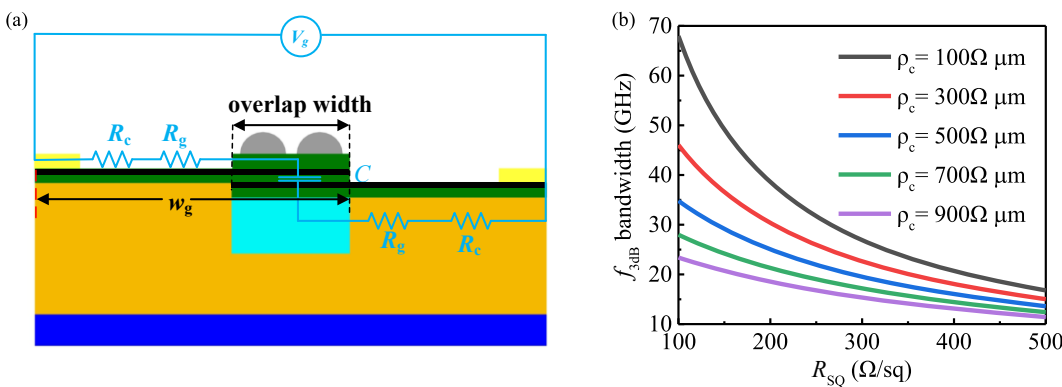 (a)
V_g
overlap width
R_c R_g
C
w_g
R_g R_c
(b)
f_3dB bandwidth (GHz)
70
60
50
40
30
20
10
100 200 300 400 500
R_SQ (Ω/sq)
ρ_c= 100Ω μm
ρ_c= 300Ω μm
ρ_c= 500Ω μm
ρ_c= 700Ω μm
ρ_c= 900Ω μm